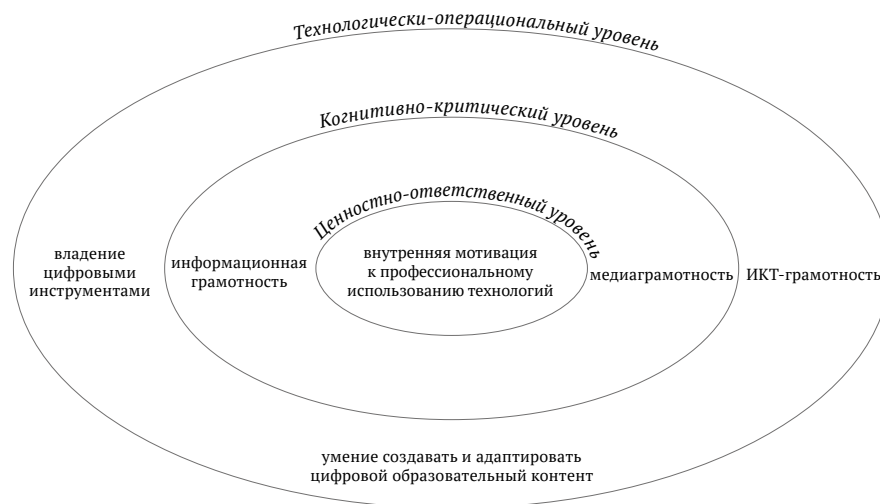 Технологически-операциональный уровень
Когнитивно-критический уровень
Ценностно-ответственный уровень
владение
цифровыми
инструментами
информационная
грамотность
внутренняя мотивация
к профессиональному
использованию технологий
медиаграмотность
ИКТ-грамотность
умение создавать и адаптировать
цифровой образовательный контент